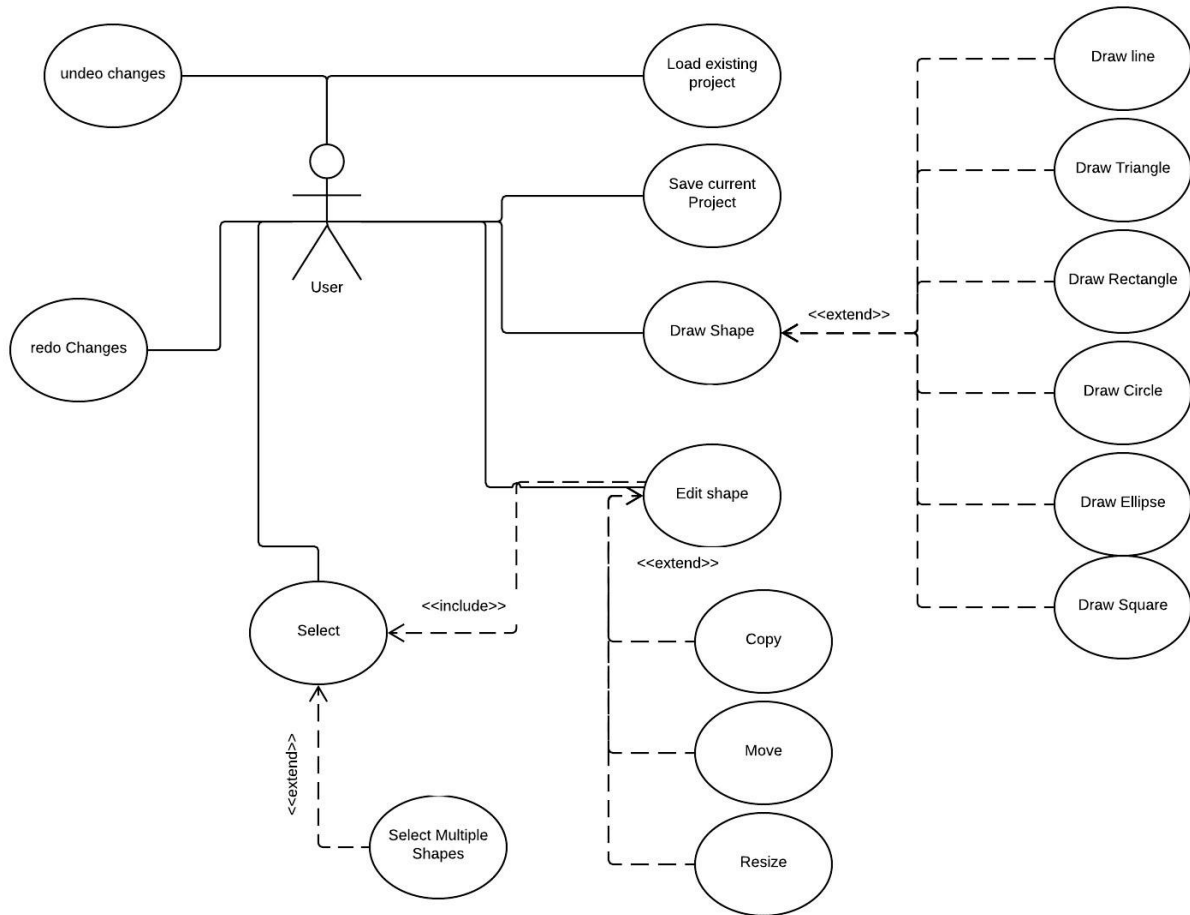 undeo changes
Load existing
project
Draw line
Save current
Project
Draw Triangle
User
Draw Rectangle
<<extend>>
Draw Shape
redo Changes
Draw Circle
Edit shape
Draw Ellipse
<<extend>>
<<include>>
Draw Square
Select
Copy
<<extend>>
Move
Select Multiple
Shapes
Resize